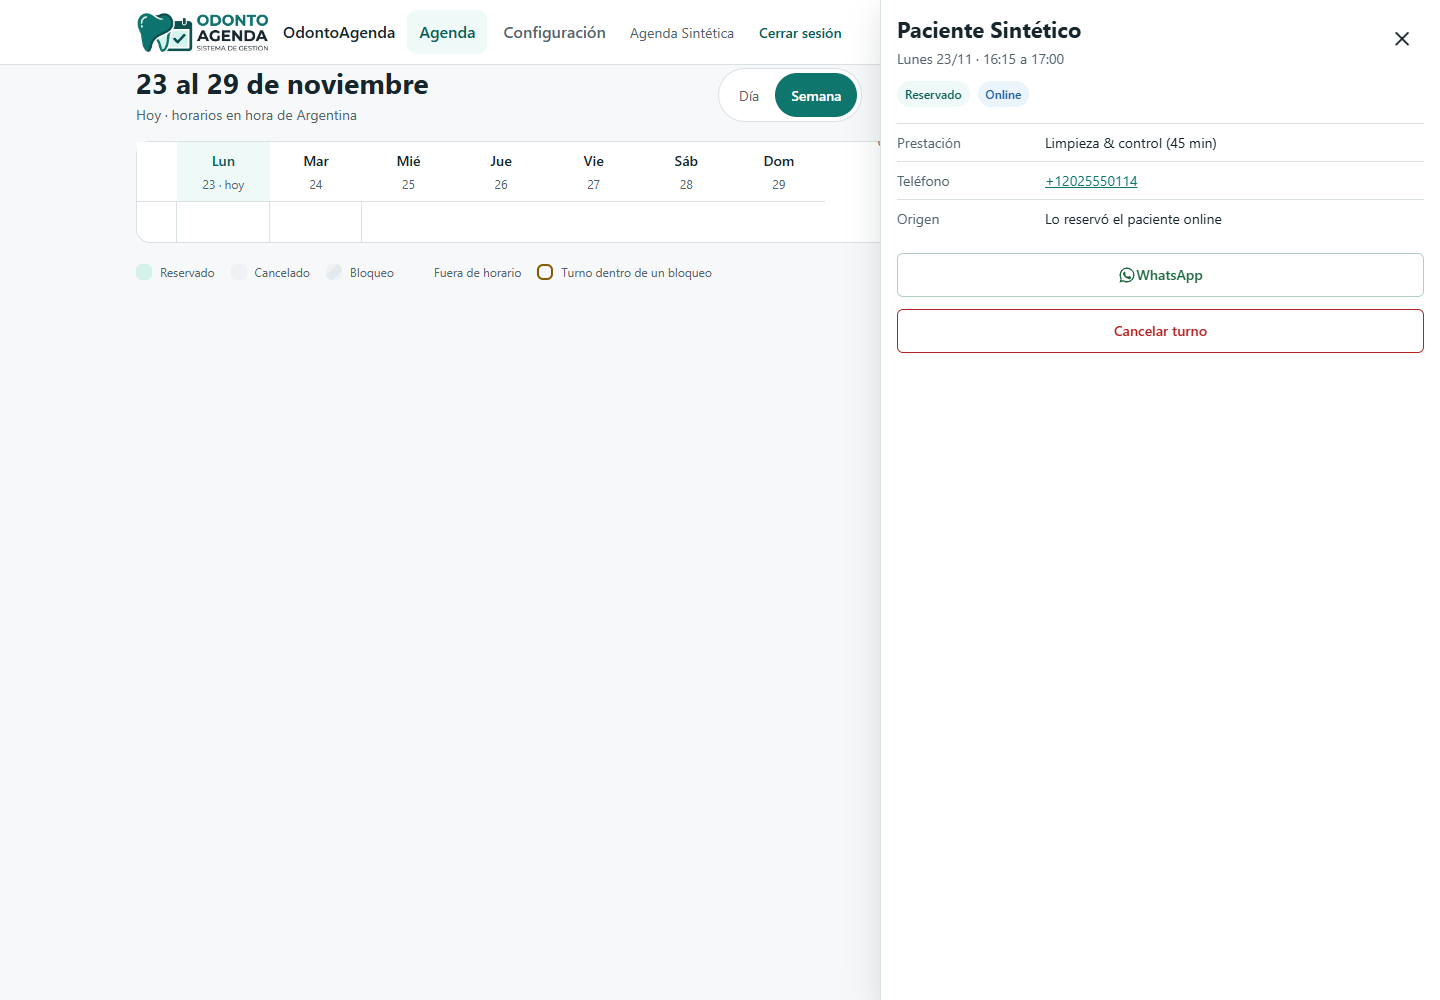 ODONTO
AGENDA
SISTEMA DE GESTIÓN
OdontoAgenda
Agenda
Configuración
Agenda Sintética
Cerrar sesión
23 al 29 de noviembre
Hoy · horarios en hora de Argentina
Día
Semana
Lun
23 · hoy
Mar
24
Mié
25
Jue
26
Vie
27
Sáb
28
Dom
29
Reservado
Cancelado
Bloqueo
Fuera de horario
Turno dentro de un bloqueo
Paciente Sintético
Lunes 23/11 · 16:15 a 17:00
Reservado
Online
Prestación
Limpieza & control (45 min)
Teléfono
+12025550114
Origen
Lo reservó el paciente online
WhatsApp
Cancelar turno